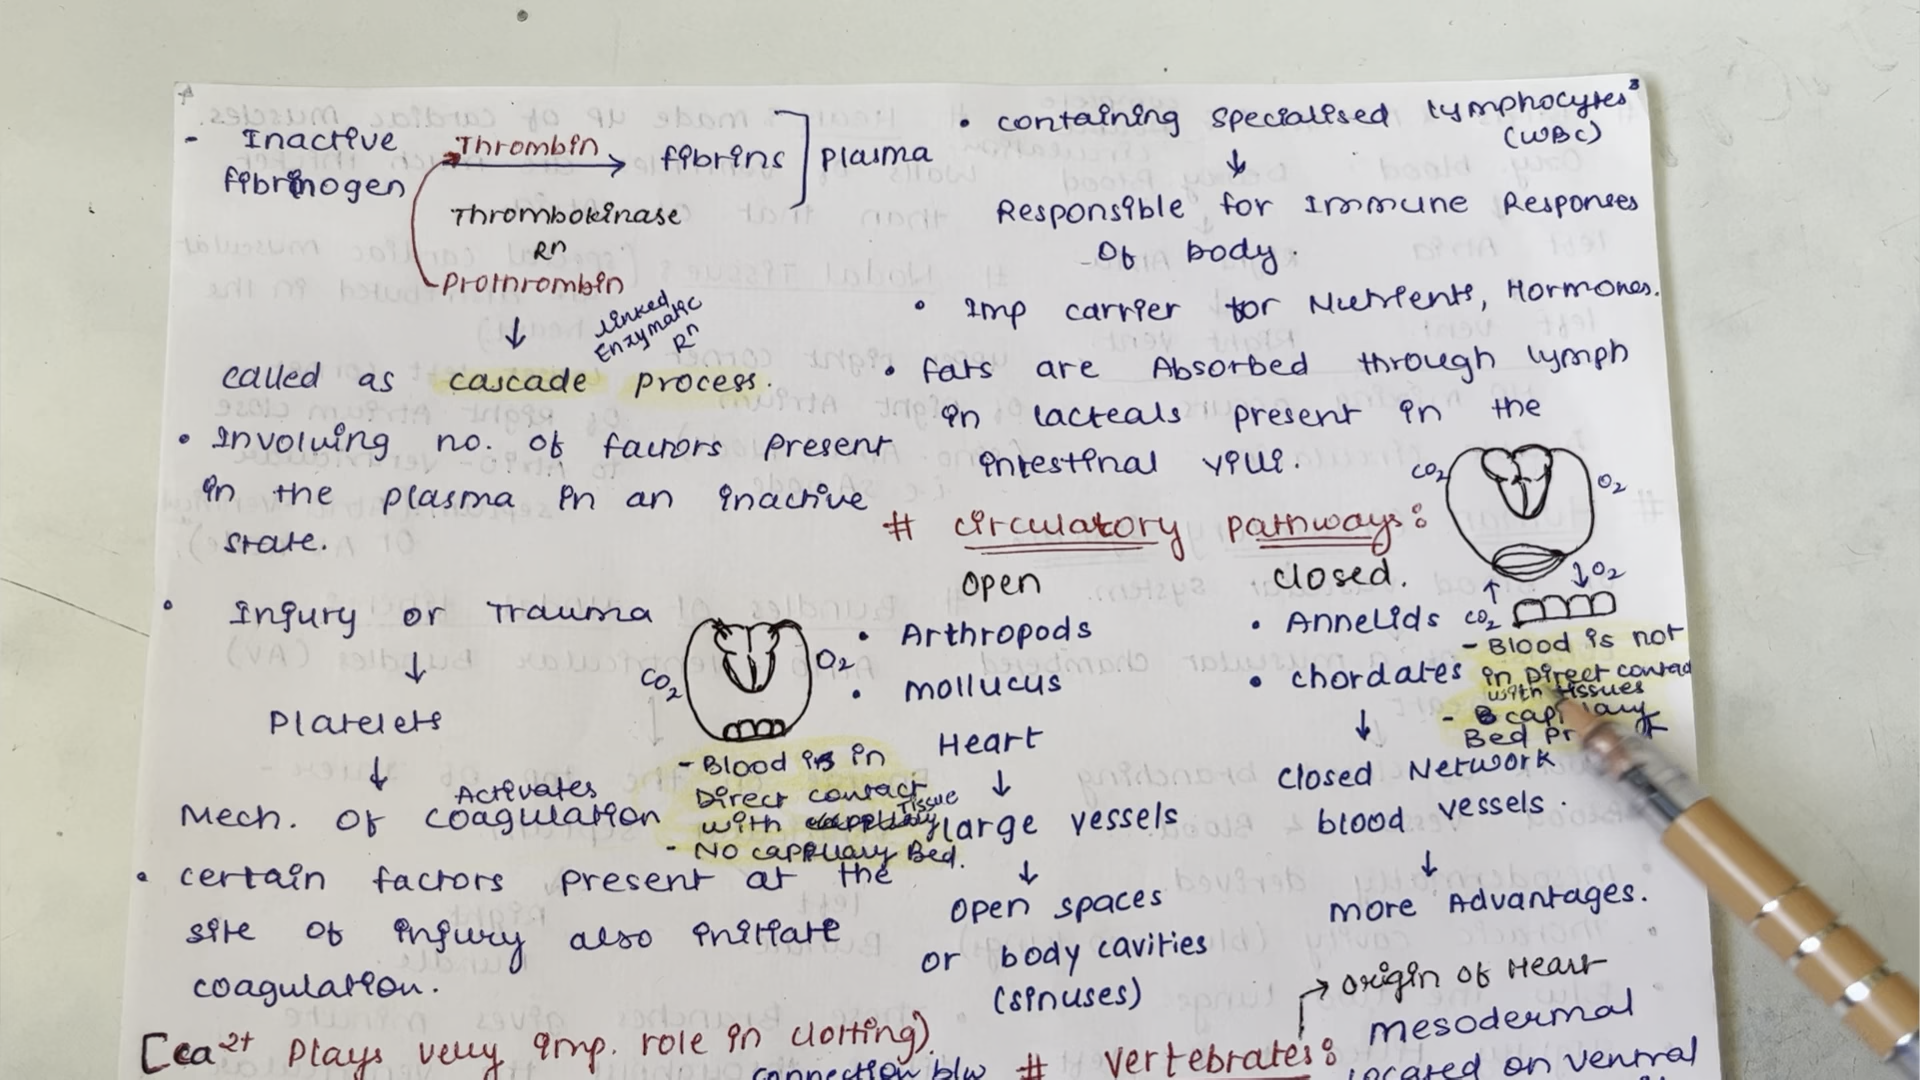 - Inactive
fibrinogen
Thrombin
fibrins
Plasma
Thrombokinase
Rn
Prothrombin
linked
Enzymatic
Rn
called as cascade process.
• Involving no. of factors present
in the plasma in an inactive
state.
• Injury or Trauma
Platelets
Activates
Mech. of coagulation
• certain factors present at the
site of injury also initiate
coagulation.
[Ca2+ Plays very imp. role in clotting).
connection b/w
CO2
O2
- Blood is in
Direct contact
with Tissue
- No capillary Bed.
3
• containing specialised lymphocytes
(WBC)
Responsible for Immune Responses
Of body.
• Imp carrier for Nutrients, Hormones.
• fats are Absorbed through lymph
in lacteals present in the
intestinal villi.
# circulatory pathways:
Open
• Arthropods
• mollucus
Heart
large vessels
open spaces
or body cavities
(sinuses)
closed.
• Annelids
• chordates
closed Network
blood vessels.
more Advantages.
CO2
O2
O2
CO2
- Blood is not
in Direct contact
with tissues
-
Bed
origin of Heart
# vertebrates: mesodermal
located on ventral